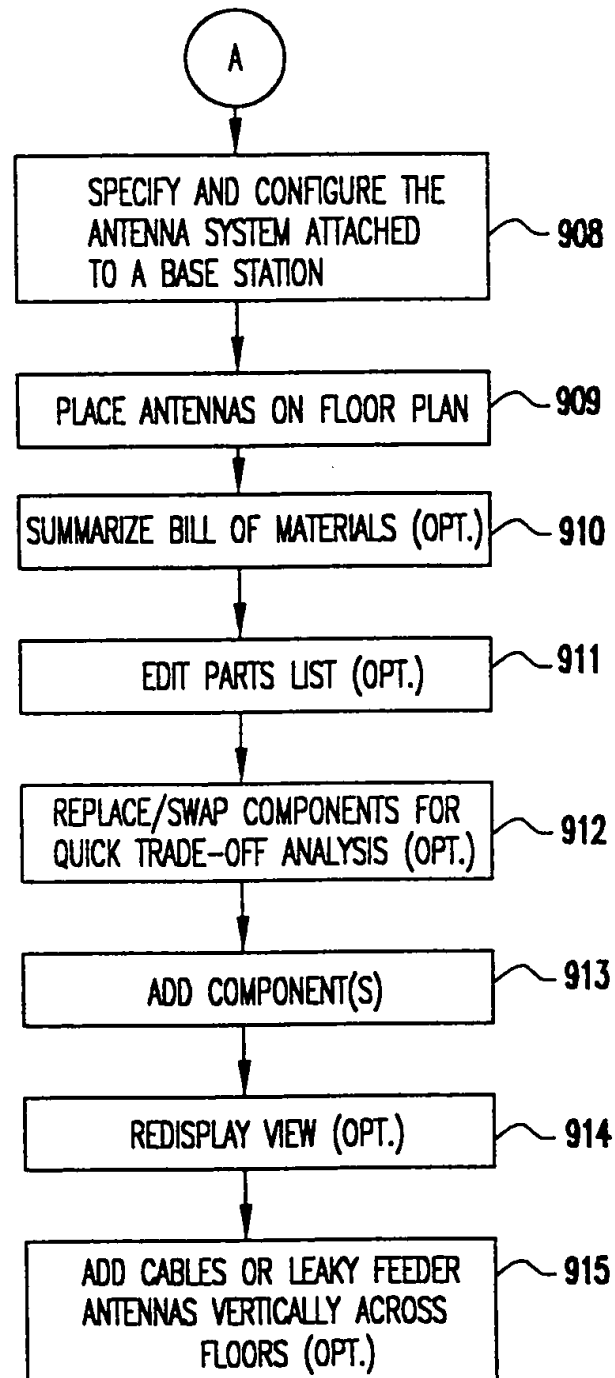 A
SPECIFY AND CONFIGURE THE
ANTENNA SYSTEM ATTACHED
TO A BASE STATION
908
PLACE ANTENNAS ON FLOOR PLAN
909
SUMMARIZE BILL OF MATERIALS (OPT.)
910
EDIT PARTS LIST (OPT.)
911
REPLACE/SWAP COMPONENTS FOR
QUICK TRADE-OFF ANALYSIS (OPT.)
912
ADD COMPONENT(S)
913
REDISPLAY VIEW (OPT.)
914
ADD CABLES OR LEAKY FEEDER
ANTENNAS VERTICALLY ACROSS
FLOORS (OPT.)
915